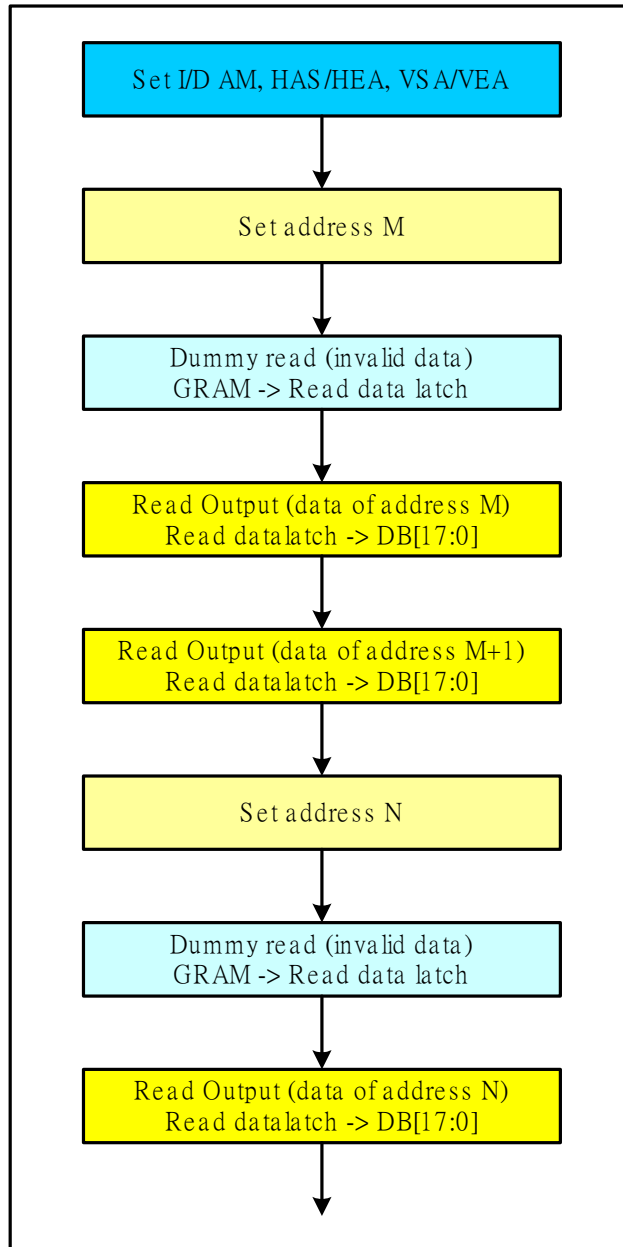 Set I/D AM, HAS/HEA, VSA/VEA
Set address M
Dummy read (invalid data)
GRAM -> Read data latch
Read Output (data of address M)
Read datalatch -> DB[17:0]
Read Output (data of address M+1)
Read datalatch -> DB[17:0]
Set address N
Dummy read (invalid data)
GRAM -> Read data latch
Read Output (data of address N)
Read datalatch -> DB[17:0]